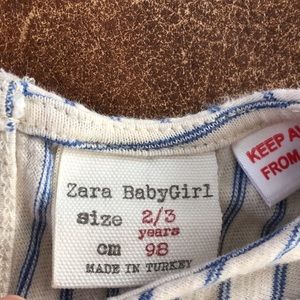 Zara BabyGirl
size 2/3
years
cm 98
MADE IN TURKEY
KEEP
FROM